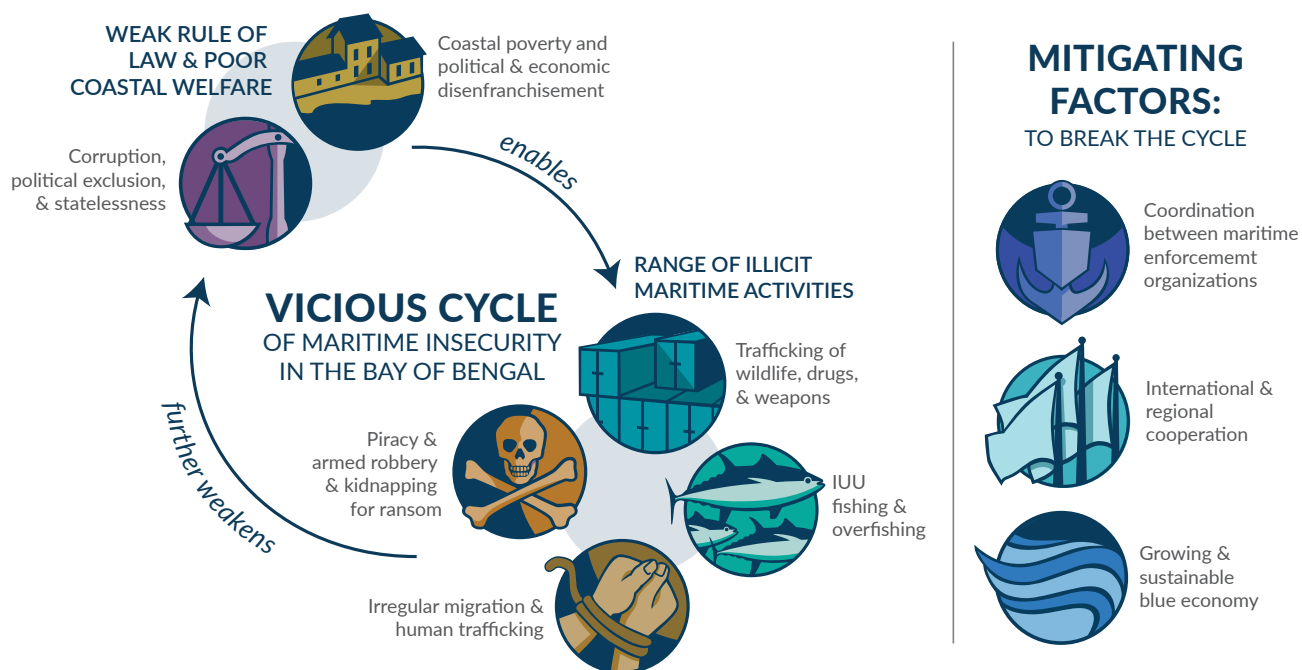 WEAK RULE OF
LAW & POOR
COASTAL WELFARE
Coastal poverty and
political & economic
disenfranchisement
Corruption,
political exclusion,
& statelessness
enables
RANGE OF ILLICIT
MARITIME ACTIVITIES
VICIOUS CYCLE
OF MARITIME INSECURITY
IN THE BAY OF BENGAL
Trafficking of
wildlife, drugs,
& weapons
IUU
fishing &
overfishing
Irregular migration &
human trafficking
Piracy &
armed robbery
& kidnapping
for ransom
further weakens
MITIGATING
FACTORS:
TO BREAK THE CYCLE
Coordination
between maritime
enforcememt
organizations
International &
regional
cooperation
Growing &
sustainable
blue economy